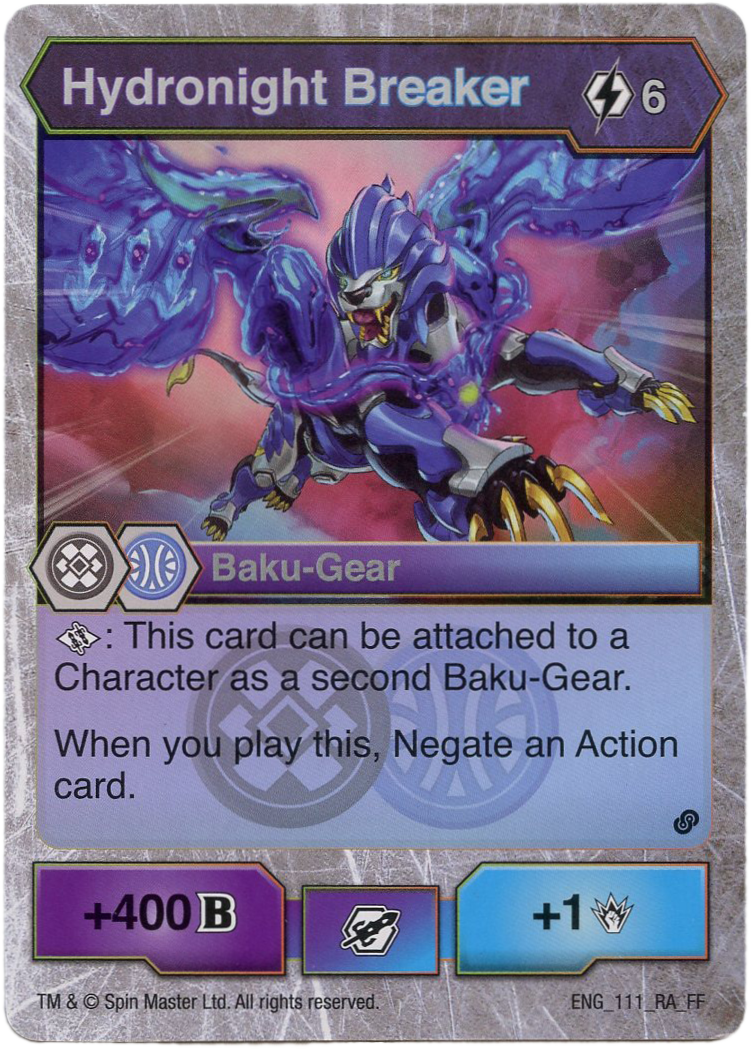 Hydronight Breaker
6
Baku-Gear
: This card can be attached to a
Character as a second Baku-Gear.
When you play this, Negate an Action
card.
+400 B
+1
TM & © Spin Master Ltd. All rights reserved.
ENG_111_RA_FF